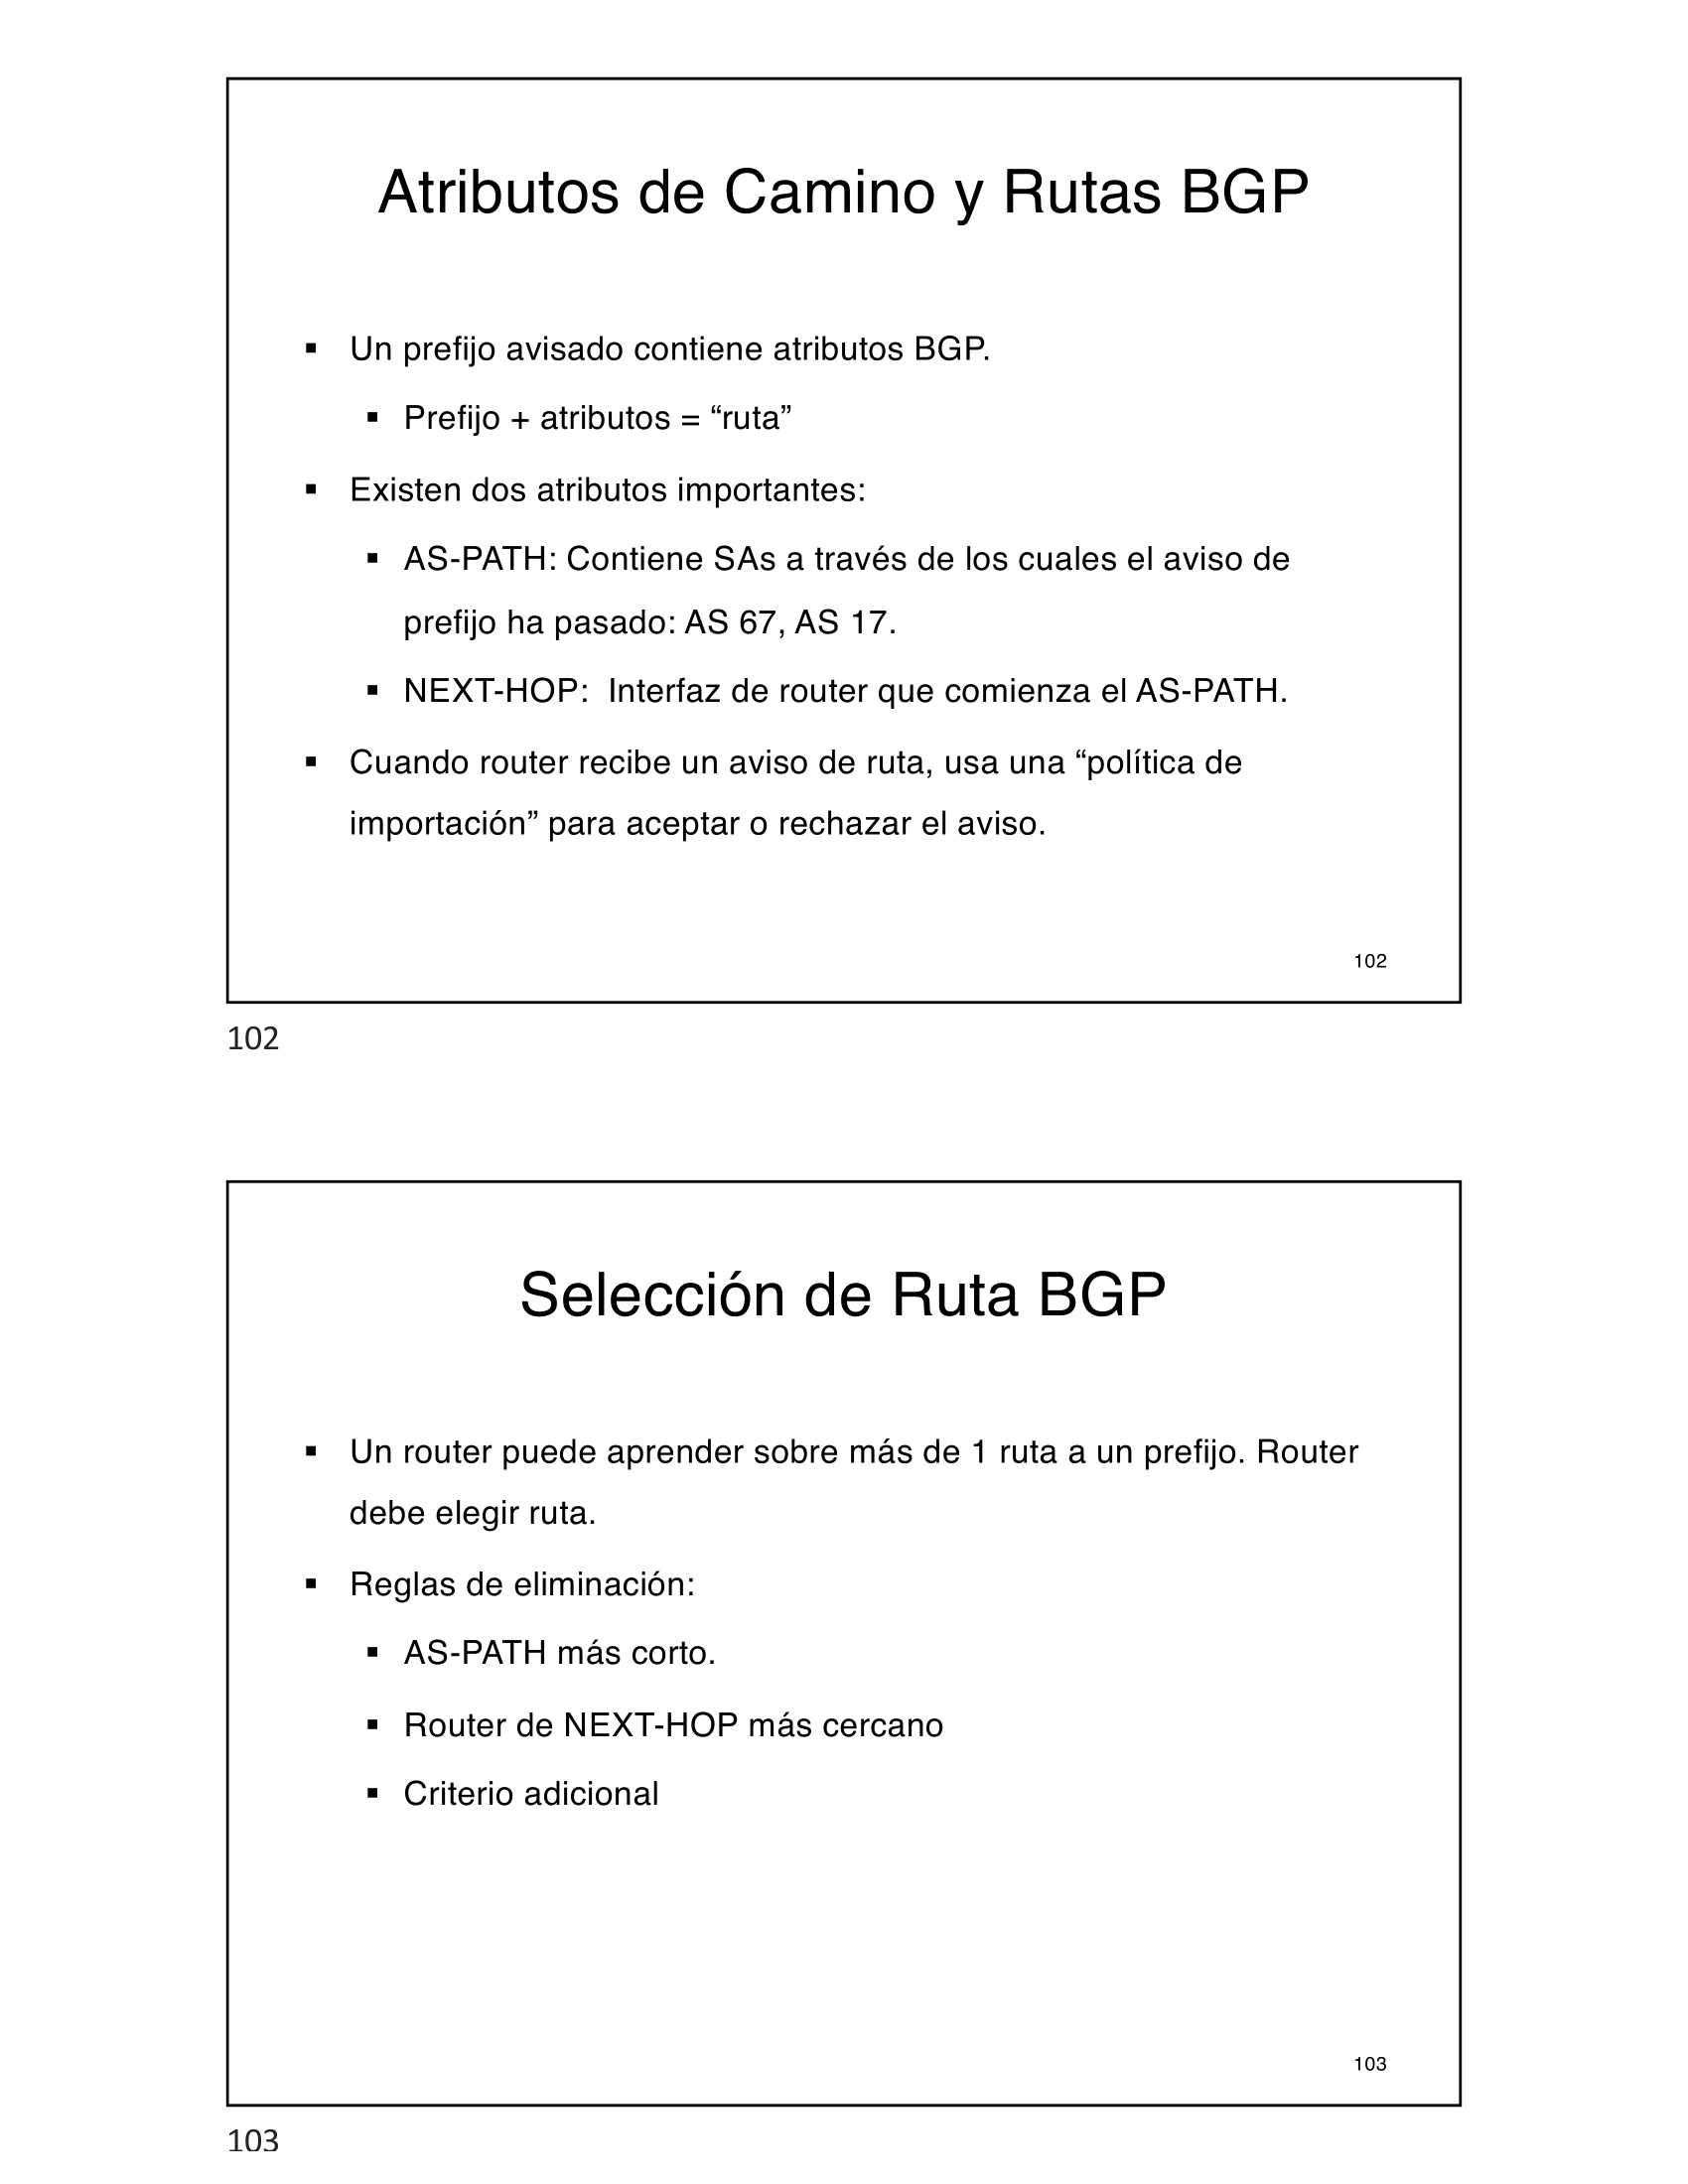 Atributos de Camino y Rutas BGP
▪ Un prefijo avisado contiene atributos BGP.
▪ Prefijo + atributos = “ruta”
▪ Existen dos atributos importantes:
▪ AS-PATH: Contiene SAs a través de los cuales el aviso de
prefijo ha pasado: AS 67, AS 17.
▪ NEXT-HOP:  Interfaz de router que comienza el AS-PATH.
▪ Cuando router recibe un aviso de ruta, usa una “política de
importación” para aceptar o rechazar el aviso.
102
102
Selección de Ruta BGP
▪ Un router puede aprender sobre más de 1 ruta a un prefijo. Router
debe elegir ruta.
▪ Reglas de eliminación:
▪ AS-PATH más corto.
▪ Router de NEXT-HOP más cercano
▪ Criterio adicional
103
103